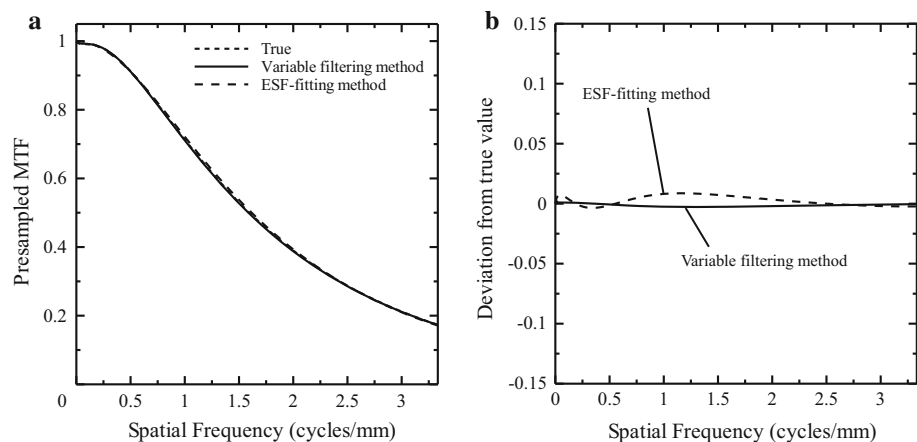 a
1
0.8
0.6
0.4
0.2
0
0.5
1
1.5
2
2.5
3
Presampled MTF
Spatial Frequency (cycles/mm)
True
Variable filtering method
ESF-fitting method
b
0.15
0.1
0.05
0
-0.05
-0.1
-0.15
0
0.5
1
1.5
2
2.5
3
Deviation from true value
Spatial Frequency (cycles/mm)
ESF-fitting method
Variable filtering method